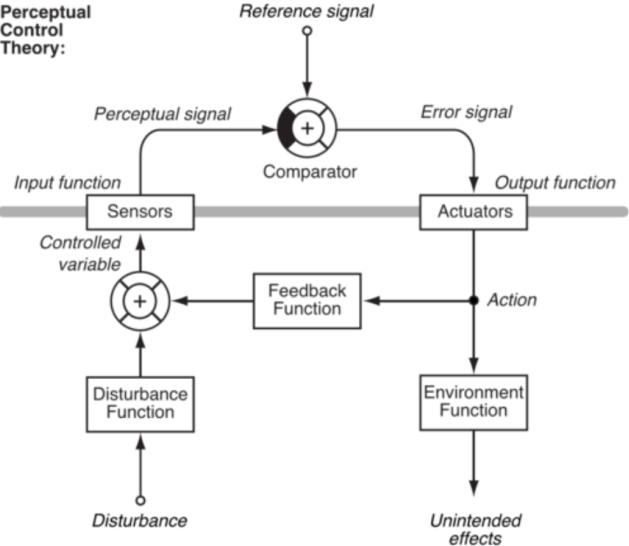 Perceptual
Control
Theory:
Reference signal
Perceptual signal
+
Error signal
Comparator
Input function
Output function
Sensors
Actuators
Controlled
variable
+
Feedback
Function
Action
Disturbance
Function
Environment
Function
Disturbance
Unintended
effects